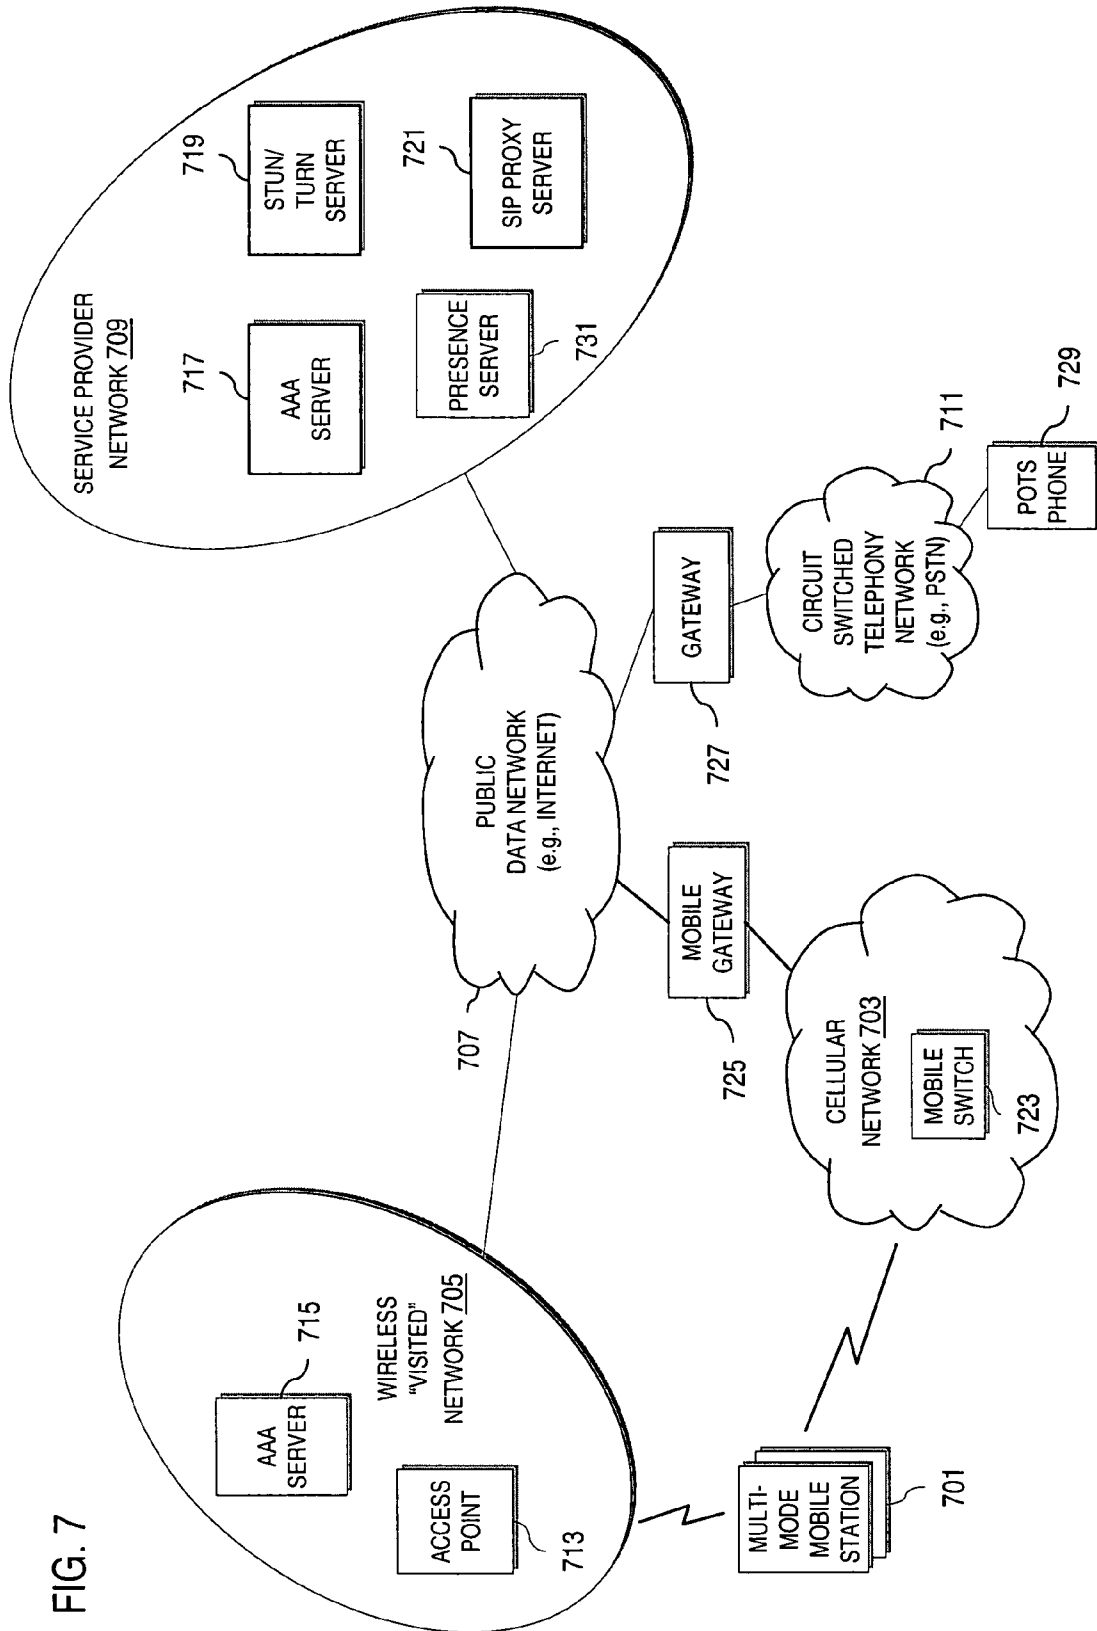 FIG. 7
SERVICE PROVIDER
NETWORK 709
717
AAA
SERVER
719
STUN/
TURN
SERVER
PRESENCE
SERVER
731
721
SIP PROXY
SERVER
715
AAA
SERVER
WIRELESS
"VISITED"
NETWORK 705
ACCESS
POINT
713
707
PUBLIC
DATA NETWORK
(e.g., INTERNET)
MOBILE
GATEWAY
725
GATEWAY
727
CELLULAR
NETWORK 703
MOBILE
SWITCH
723
CIRCUIT
SWITCHED
TELEPHONY
NETWORK
(e.g., PSTN)
711
POTS
PHONE
729
MULTI-
MODE
MOBILE
STATION
701